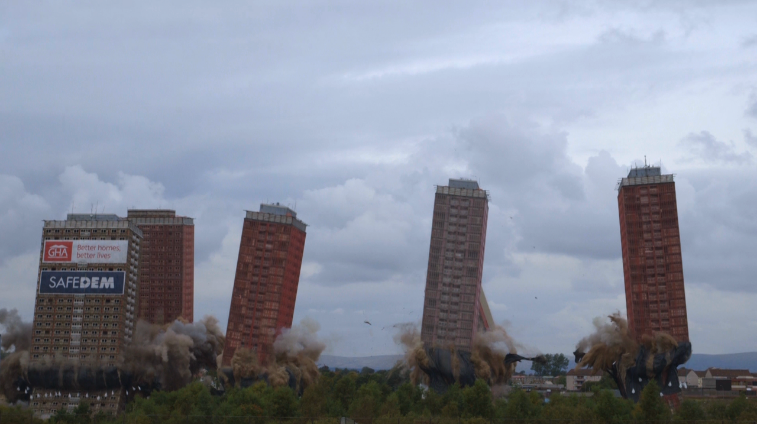 GHA
Better homes,
better lives
SAFEDEM